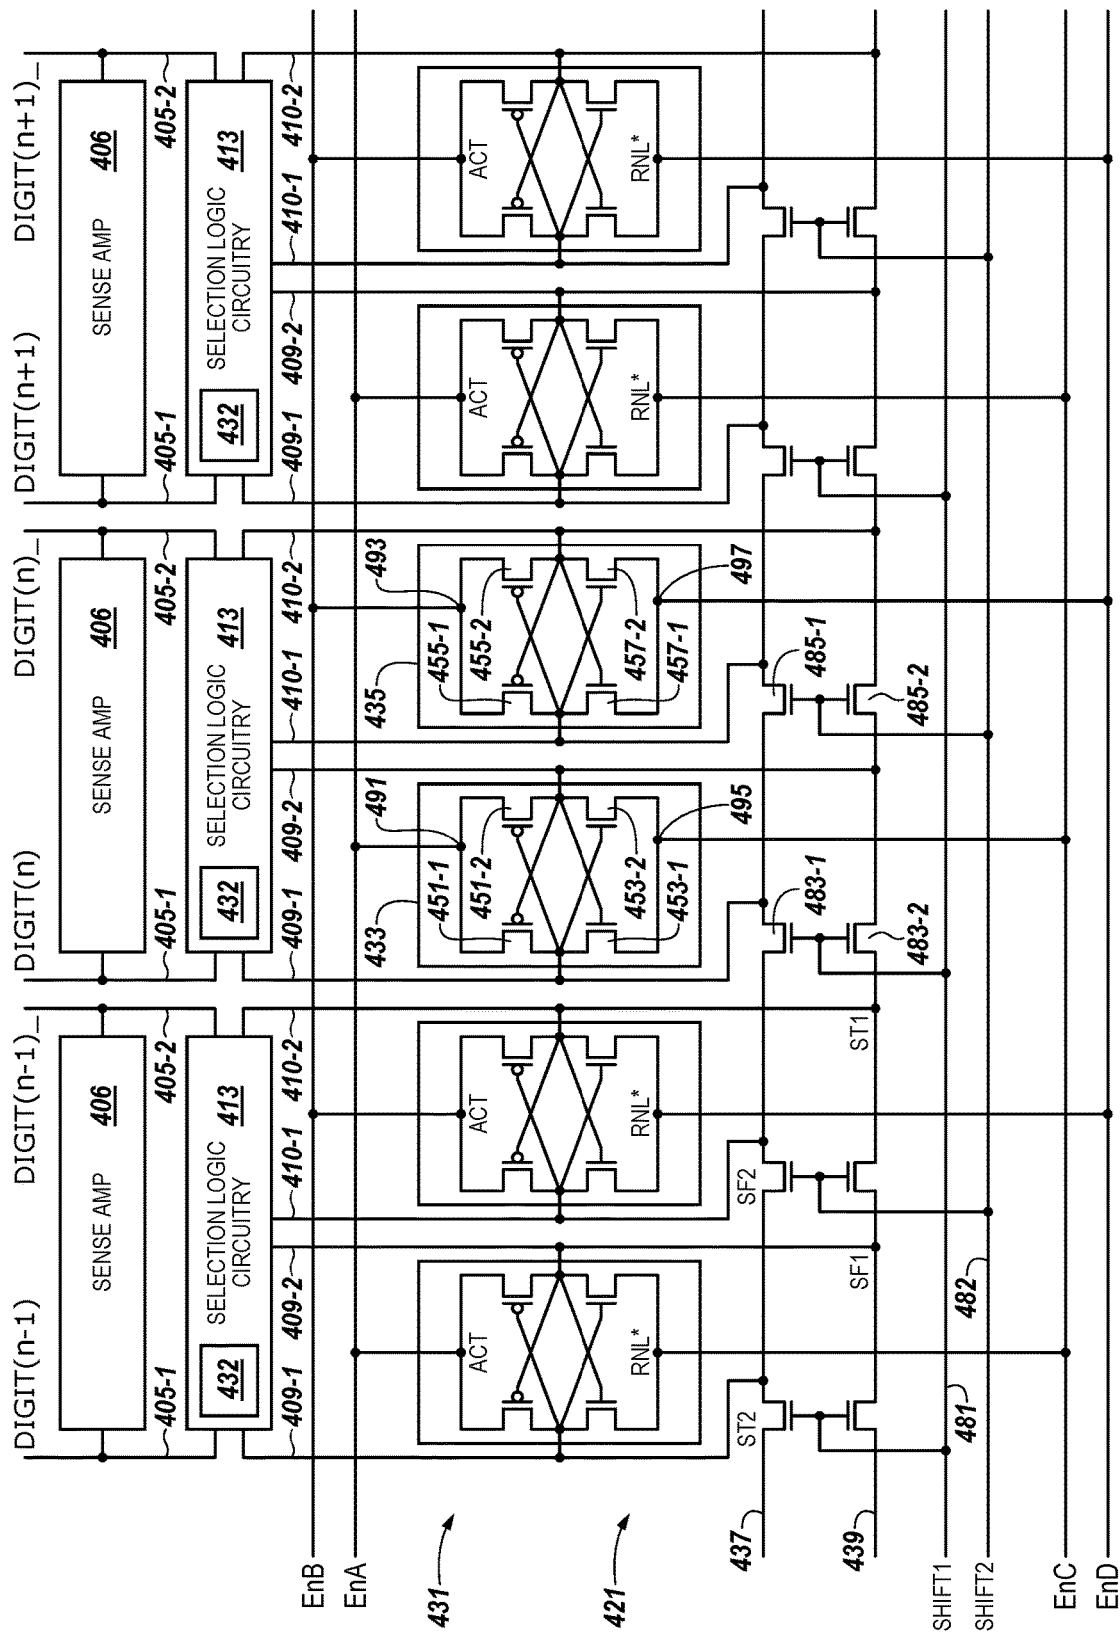 DIGIT(n-1)
DIGIT(n-1)_
DIGIT(n)
DIGIT(n)_
DIGIT(n+1)
DIGIT(n+1)_
SENSE AMP
406
SENSE AMP
406
SENSE AMP
406
405-1
405-2
405-1
405-2
405-1
405-2
432
SELECTION LOGIC
CIRCUITRY
413
432
SELECTION LOGIC
CIRCUITRY
413
432
SELECTION LOGIC
CIRCUITRY
413
409-1
409-2
410-1
410-2
409-1
409-2
410-1
410-2
409-1
409-2
410-1
410-2
EnB
EnA
431
ACT
ACT
433
491
451-1
451-2
435
493
455-1
455-2
ACT
ACT
421
RNL*
RNL*
453-2
453-1
495
457-2
457-1
497
RNL*
RNL*
437
ST2
SF2
483-1
485-1
439
SF1
ST1
483-2
485-2
SHIFT1
481
SHIFT2
482
EnC
EnD